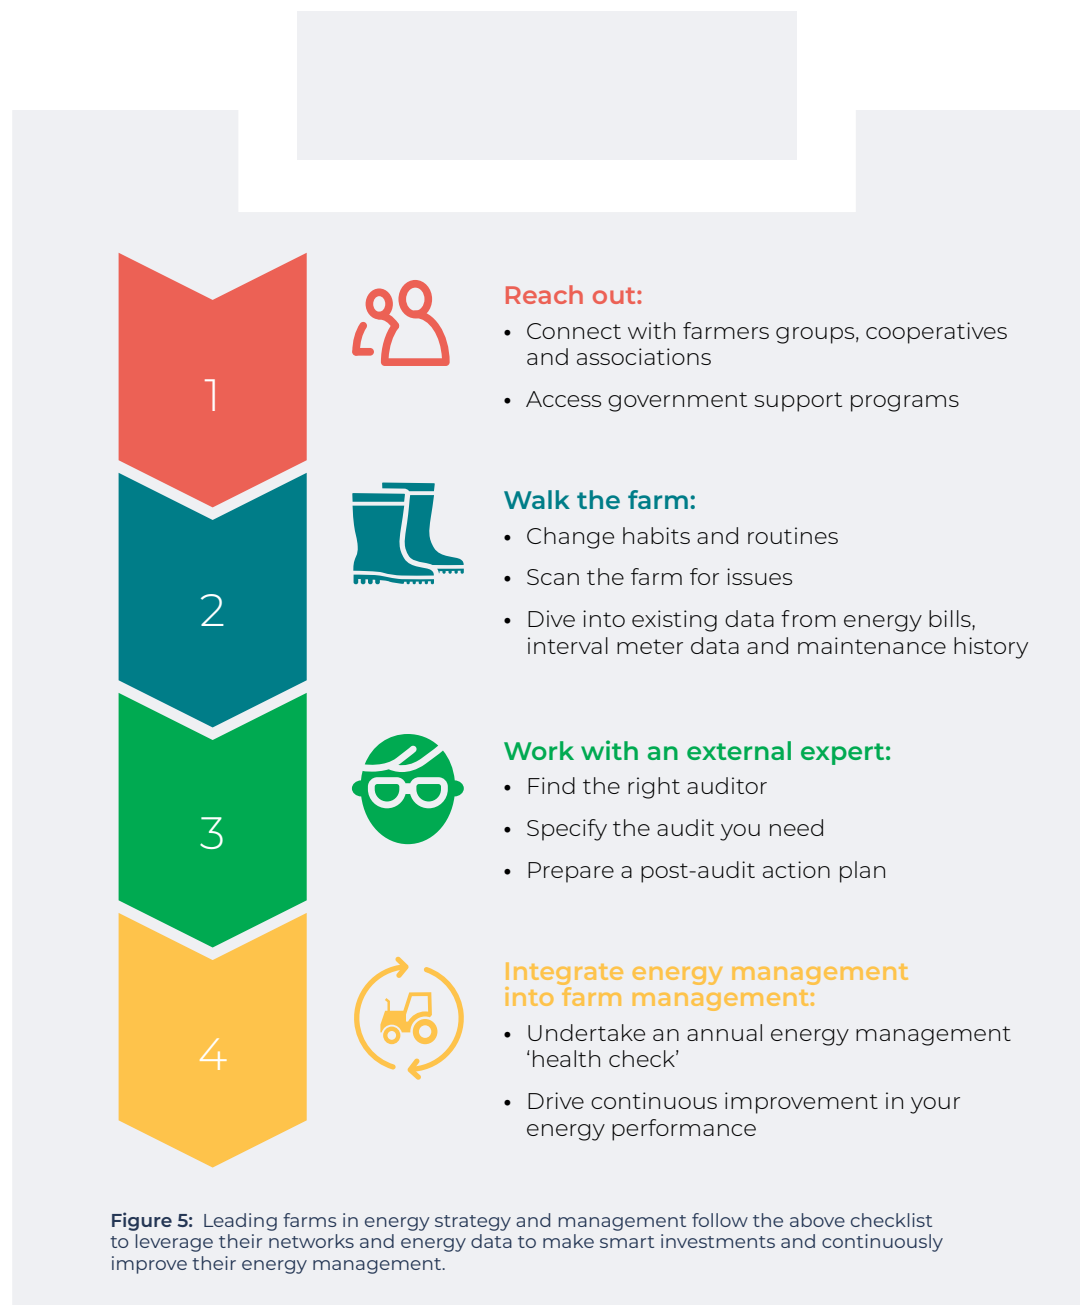 1
Reach out:
• Connect with farmers groups, cooperatives
and associations
• Access government support programs
2
Walk the farm:
• Change habits and routines
• Scan the farm for issues
• Dive into existing data from energy bills,
interval meter data and maintenance history
3
Work with an external expert:
• Find the right auditor
• Specify the audit you need
• Prepare a post-audit action plan
4
Integrate energy management
into farm management:
• Undertake an annual energy management
‘health check’
• Drive continuous improvement in your
energy performance
Figure 5: Leading farms in energy strategy and management follow the above checklist
to leverage their networks and energy data to make smart investments and continuously
improve their energy management.